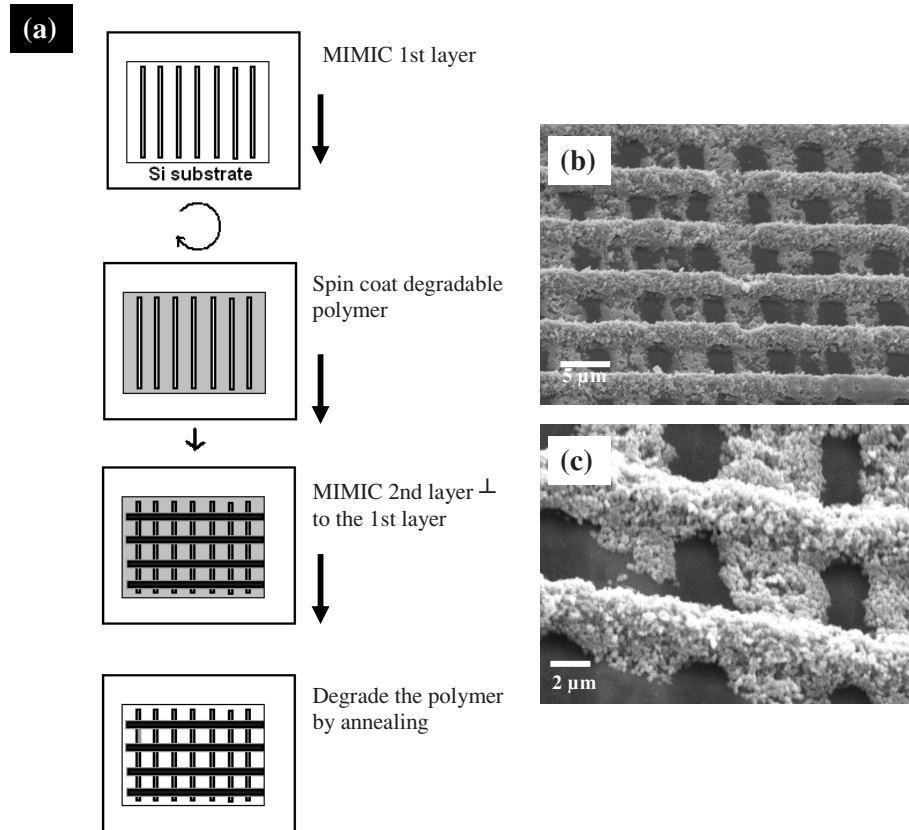 (a)
MIMIC 1st layer
Si substrate
Spin coat degradable
polymer
MIMIC 2nd layer ⊥
to the 1st layer
Degrade the polymer
by annealing
(b)
5 μm
(c)
2 μm